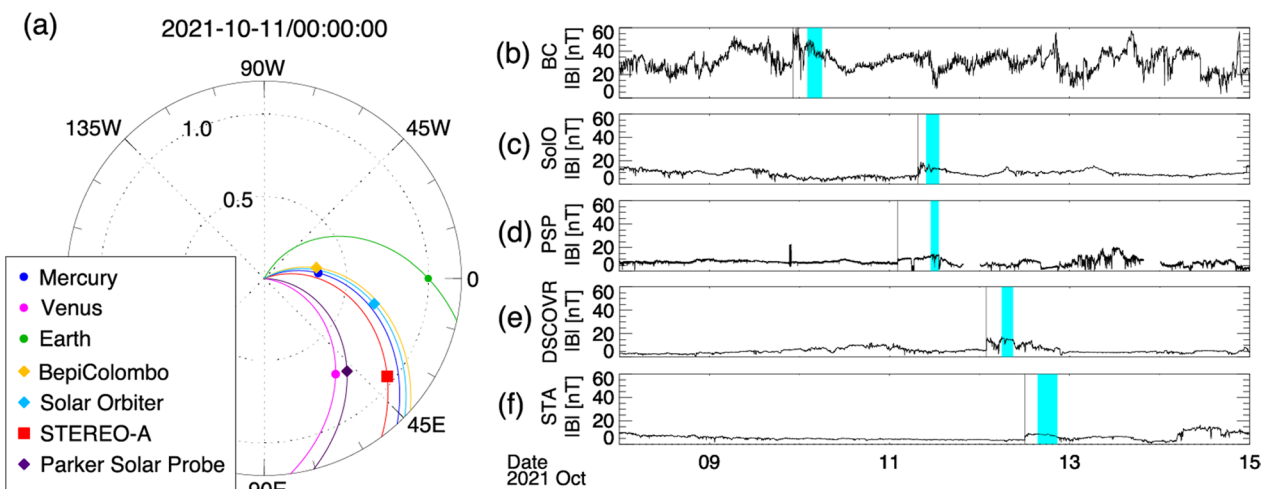 (a)
2021-10-11/00:00:00
90W
135W
45W
1.0
0.5
0
45E
90E
Mercury
Venus
Earth
BepiColombo
Solar Orbiter
STEREO-A
Parker Solar Probe
(b)
BC
|B| [nT]
60
40
20
0
(c)
SolO
|B| [nT]
60
40
20
0
(d)
PSP
|B| [nT]
60
40
20
0
(e)
DSCOVR
|B| [nT]
60
40
20
0
(f)
STA
|B| [nT]
60
40
20
0
09 11 13 15
Date
2021 Oct